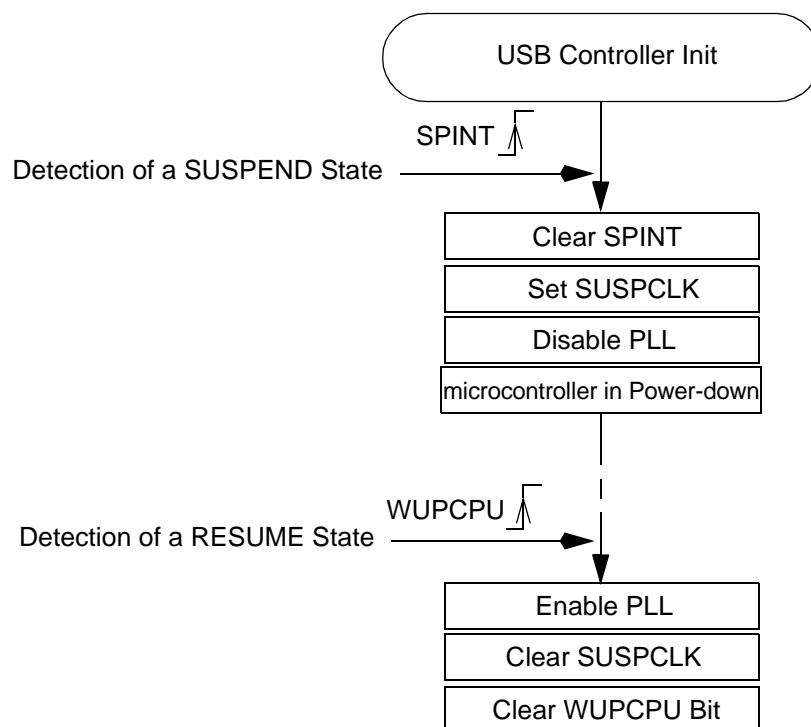 USB Controller Init
SPINT
Detection of a SUSPEND State
Clear SPINT
Set SUSPCLK
Disable PLL
microcontroller in Power-down
WUPCPU
Detection of a RESUME State
Enable PLL
Clear SUSPCLK
Clear WUPCPU Bit